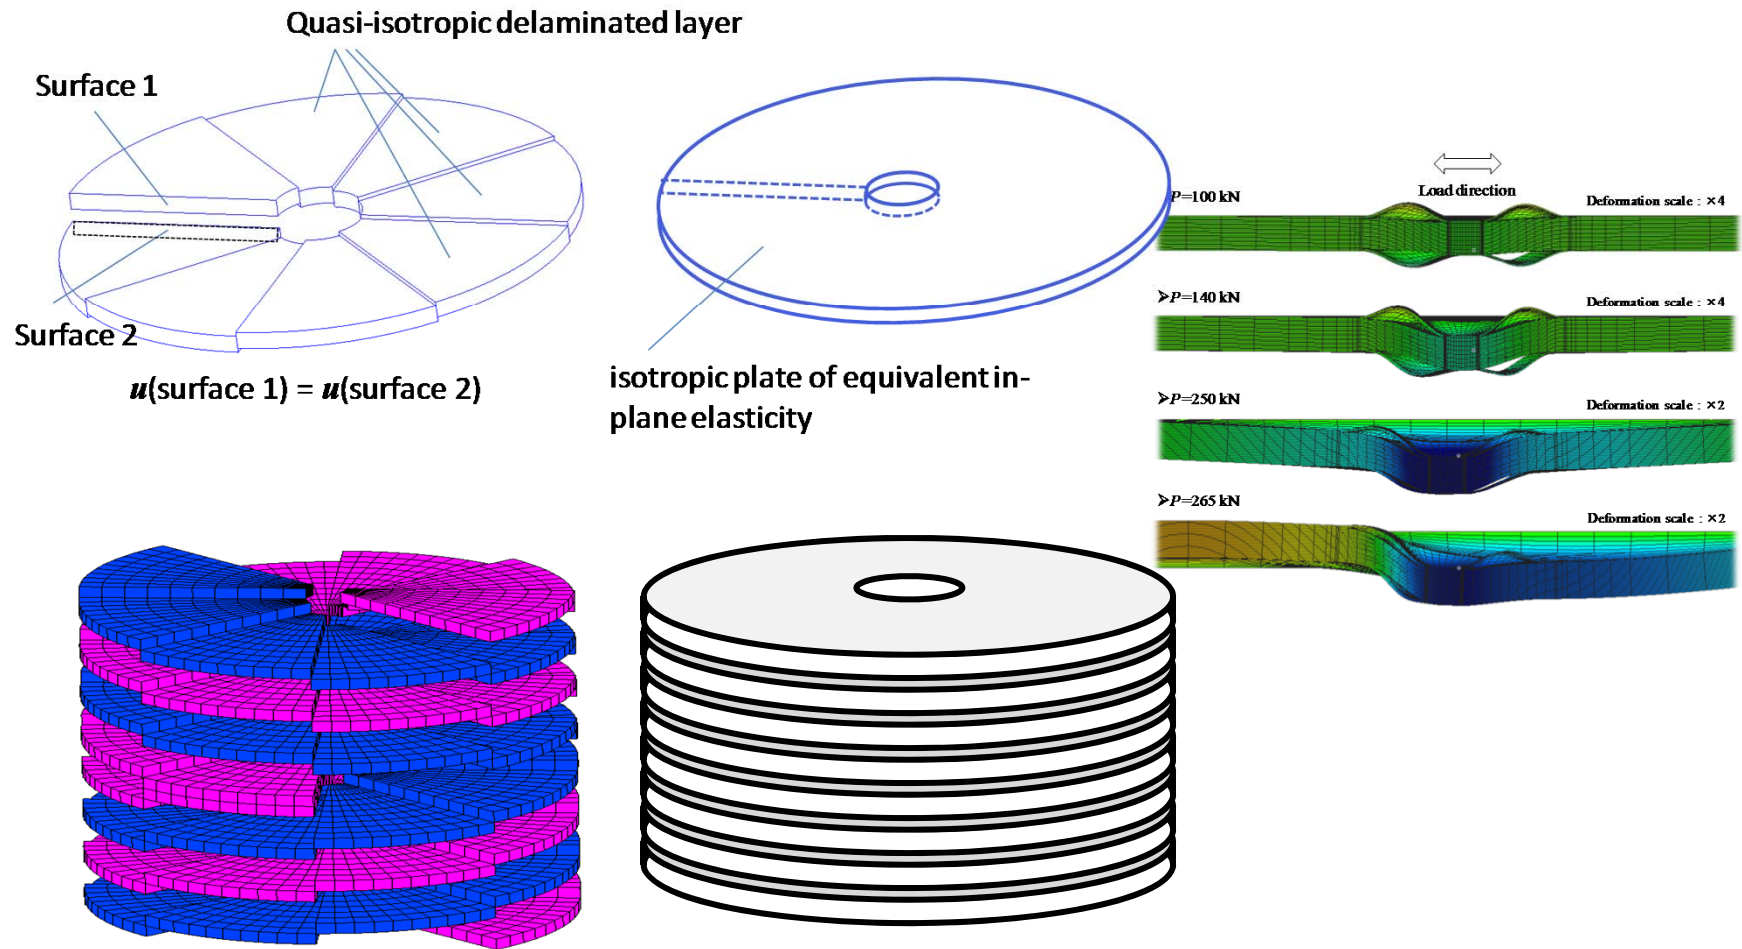 Quasi-isotropic delaminated layer
Surface 1
Surface 2
u(surface 1) = u(surface 2)
isotropic plate of equivalent in-
plane elasticity
Load direction
P=100 kN
Deformation scale : ×4
➢P=140 kN
Deformation scale : ×4
➢P=250 kN
Deformation scale : ×2
➢P=265 kN
Deformation scale : ×2